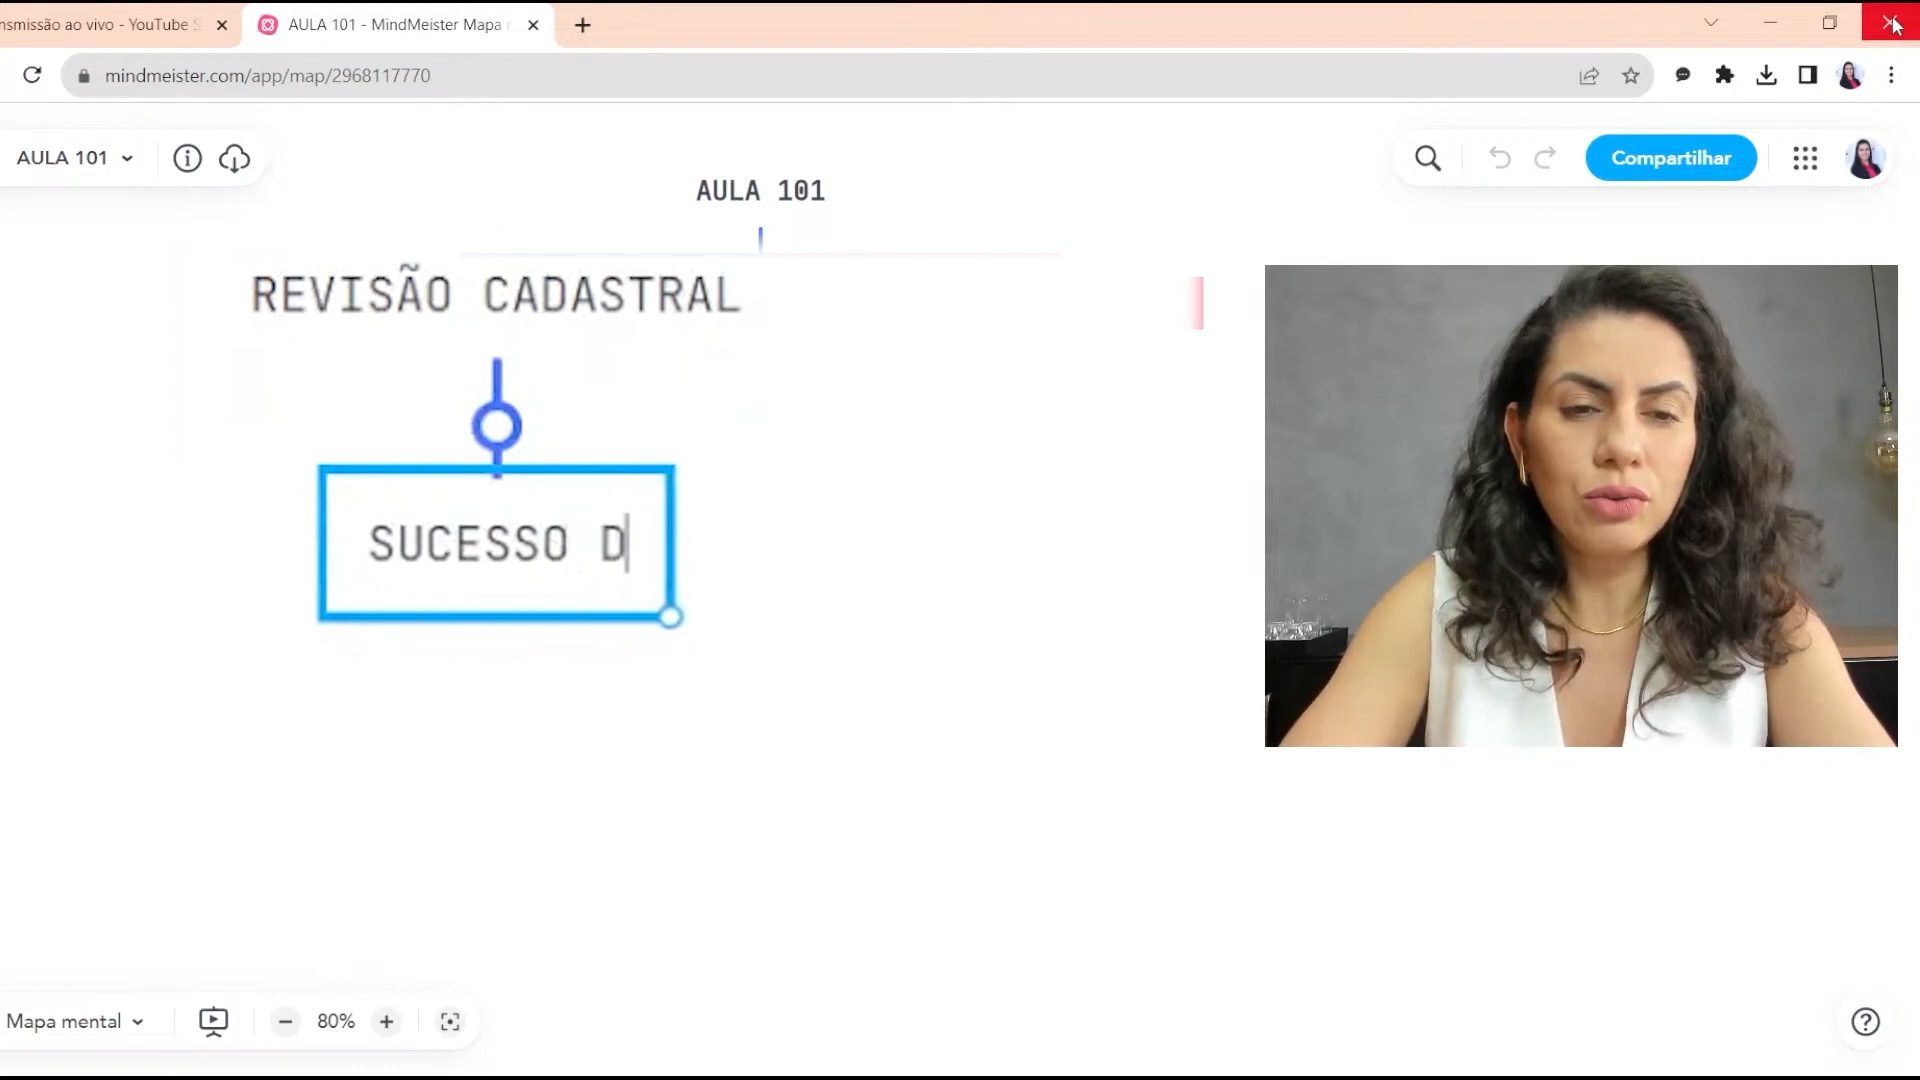 nsmissão ao vivo - YouTube S
AULA 101 - MindMeister Mapa
mindmeister.com/app/map/2968117770
AULA 101
Compartilhar
AULA 101
REVISÃO CADASTRAL
SUCESSO D
Mapa mental
80%